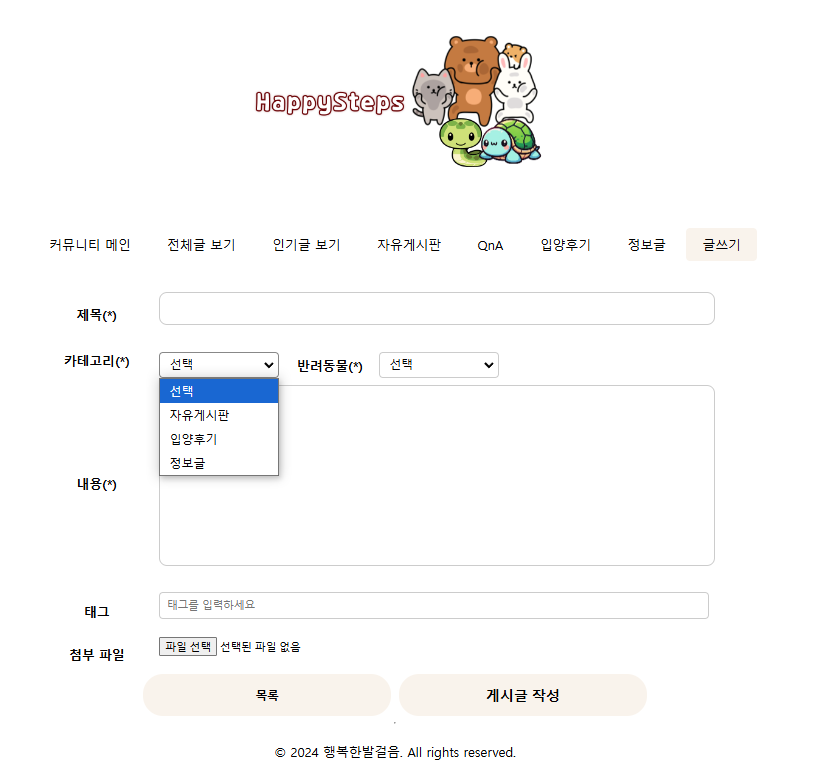 HappySteps
커뮤니티 메인 전체글 보기 인기글 보기 자유게시판 QnA 입양후기 정보글 글쓰기
제목(*)
카테고리(*) 선택 반려동물(*) 선택
선택
자유게시판
입양후기
정보글
내용(*)
태그 태그를 입력하세요
첨부 파일 파일 선택 선택된 파일 없음
목록 게시글 작성
© 2024 행복한발걸음. All rights reserved.